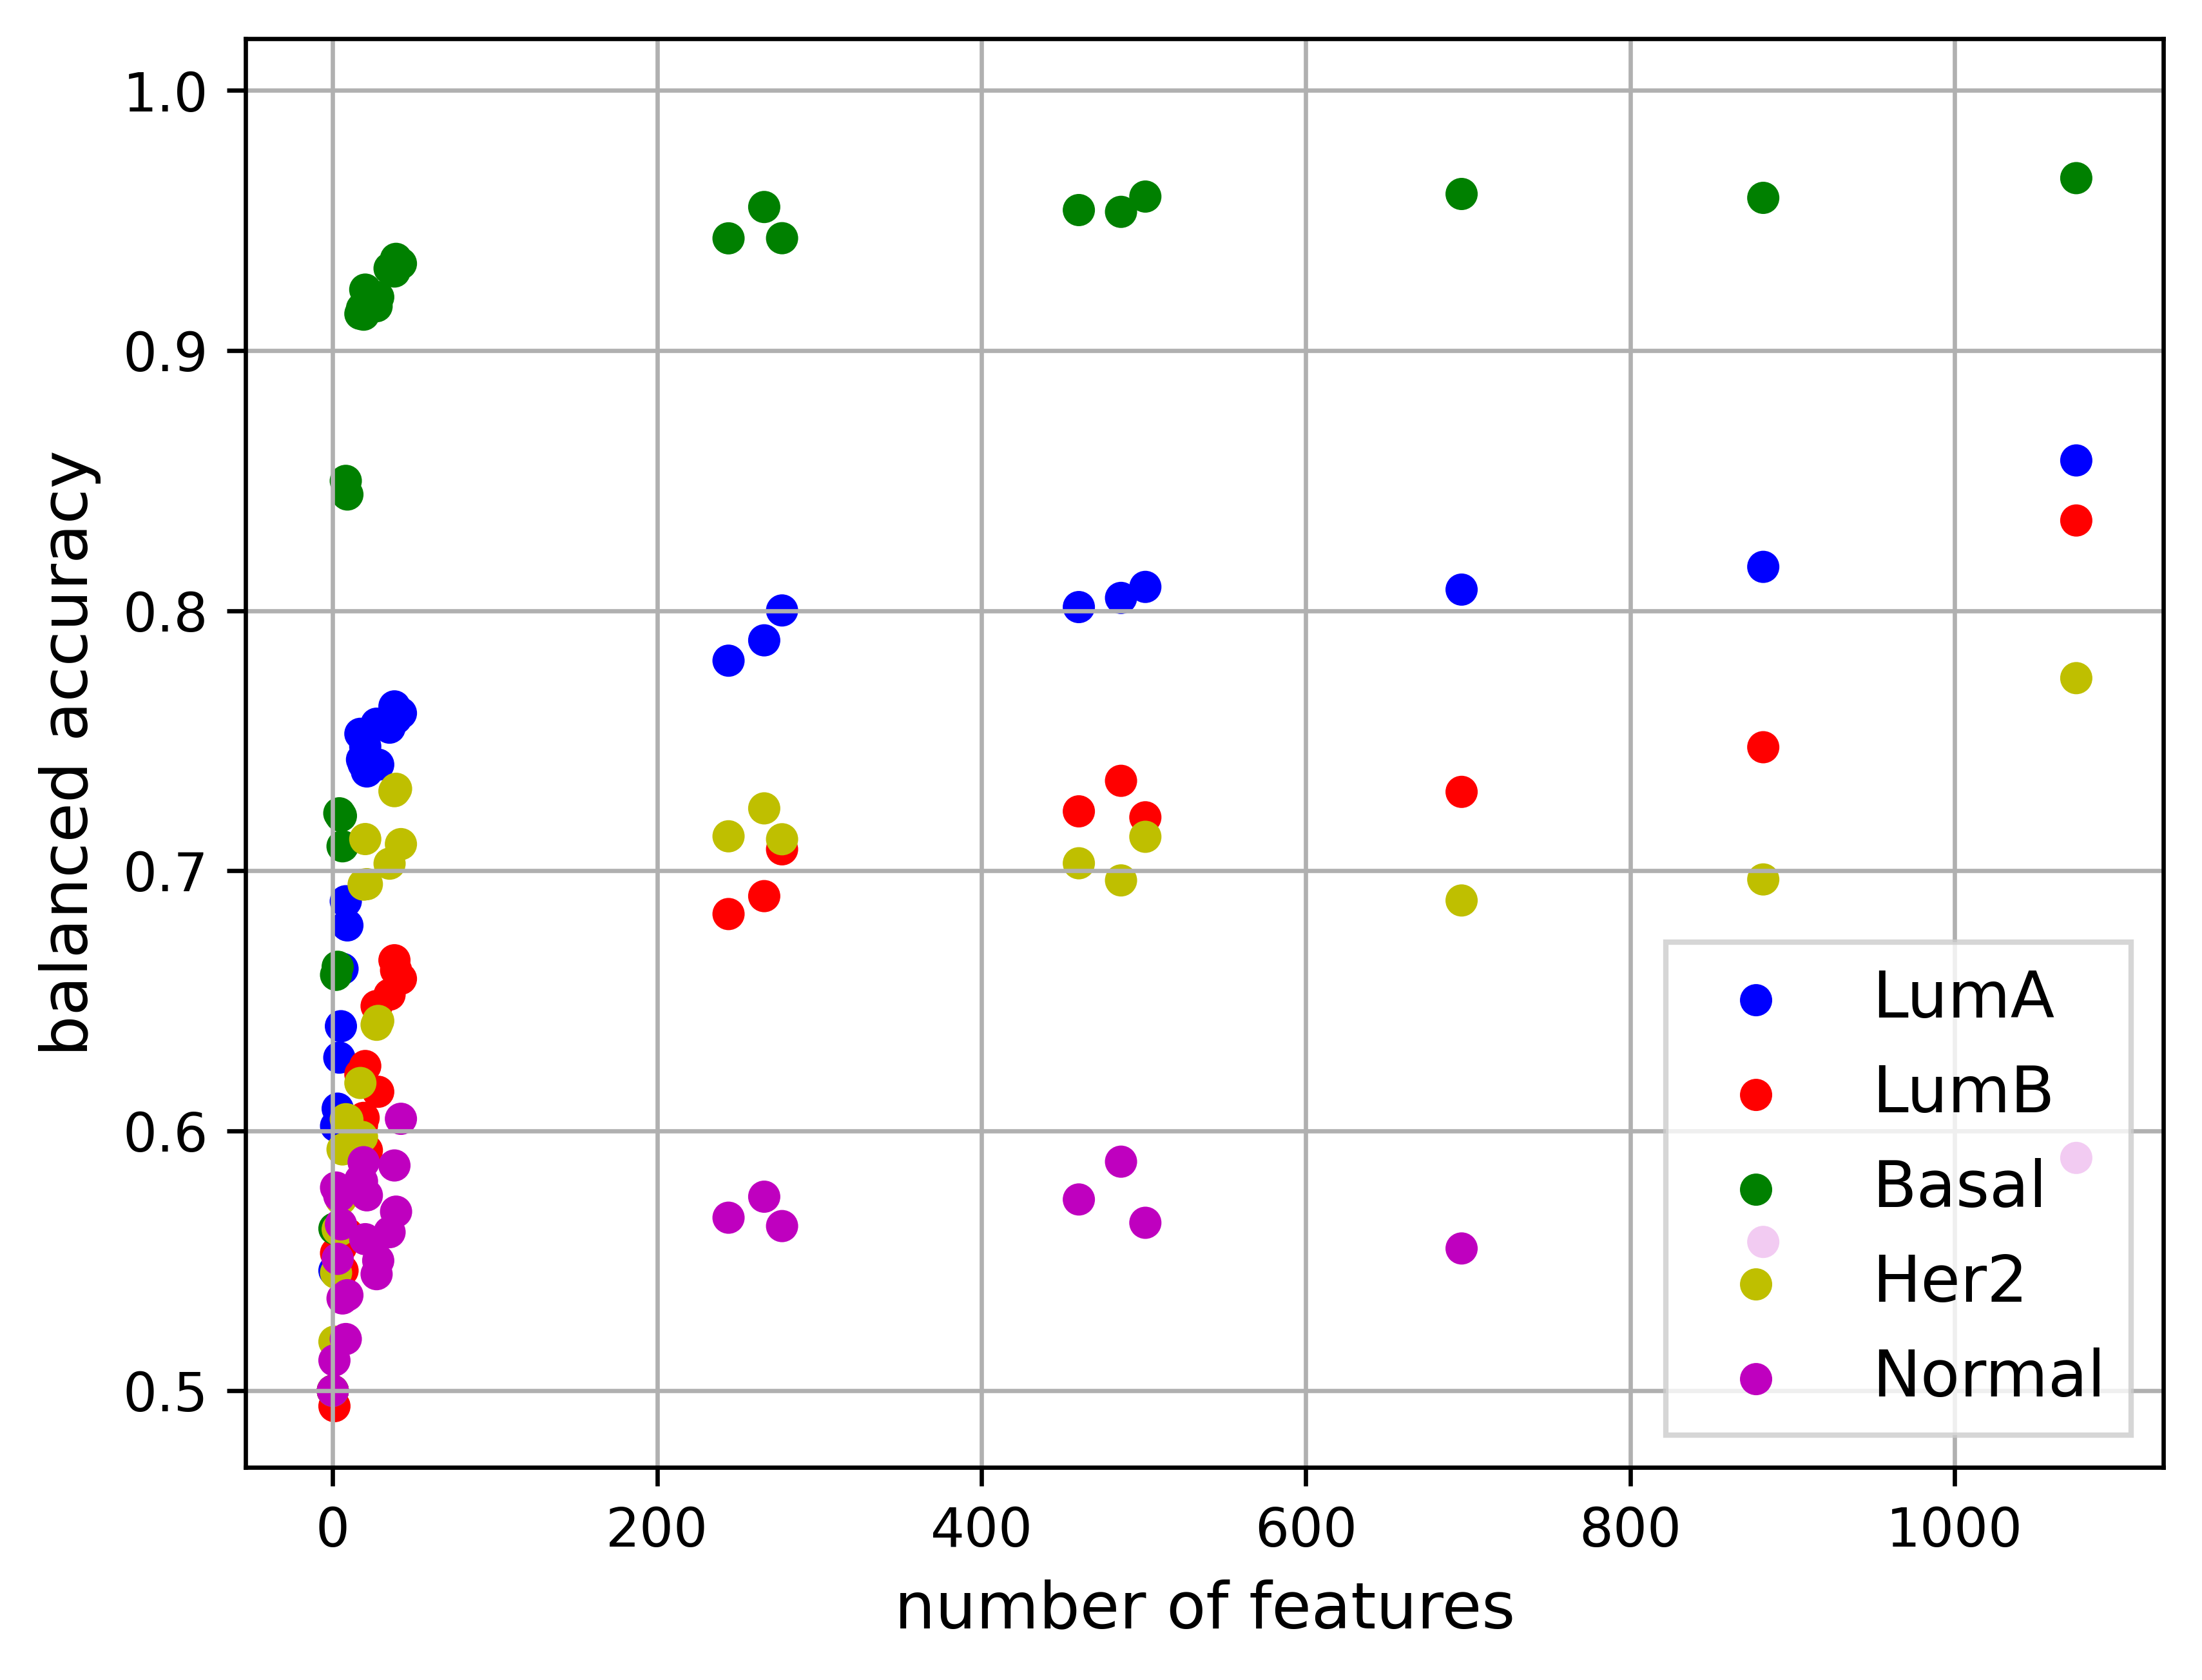 1.0
0.9
0.8
0.7
0.6
0.5
balanced accuracy
LumA
LumB
Basal
Her2
Normal
0 200 400 600 800 1000
number of features